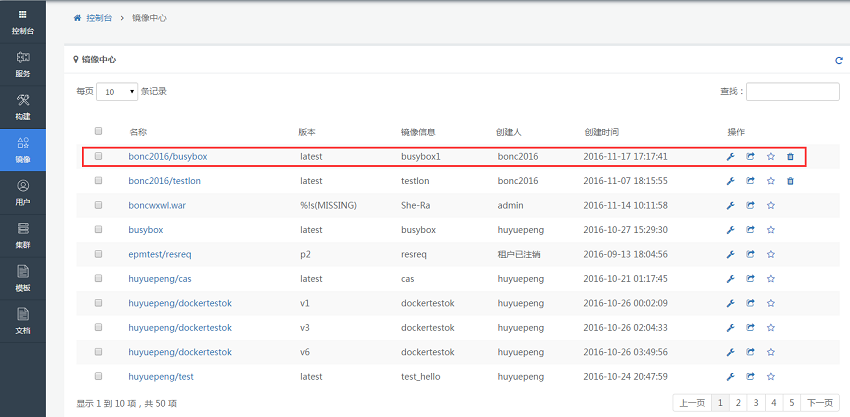 控制台 > 镜像中心
控制台
服务
构建
镜像
用户
集群
模板
文档
镜像中心
每页 10 条记录
查找：
名称 版本 镜像信息 创建人 创建时间 操作
bonc2016/busybox latest busybox1 bonc2016 2016-11-17 17:17:41
bonc2016/testlon latest testlon bonc2016 2016-11-07 18:15:55
boncwxwl.war %!s(MISSING) She-Ra admin 2016-11-14 10:11:58
busybox latest busybox huyuepeng 2016-10-27 15:29:30
epmtest/resreq p2 resreq 租户已注销 2016-09-13 18:04:56
huyuepeng/cas latest cas huyuepeng 2016-10-21 01:17:45
huyuepeng/dockertestok v1 dockertestok huyuepeng 2016-10-26 00:02:09
huyuepeng/dockertestok v3 dockertestok huyuepeng 2016-10-26 02:04:33
huyuepeng/dockertestok v6 dockertestok huyuepeng 2016-10-26 03:49:56
huyuepeng/test latest test_hello huyuepeng 2016-10-24 20:47:59
显示 1 到 10 项，共 50 项
上一页 1 2 3 4 5 下一页